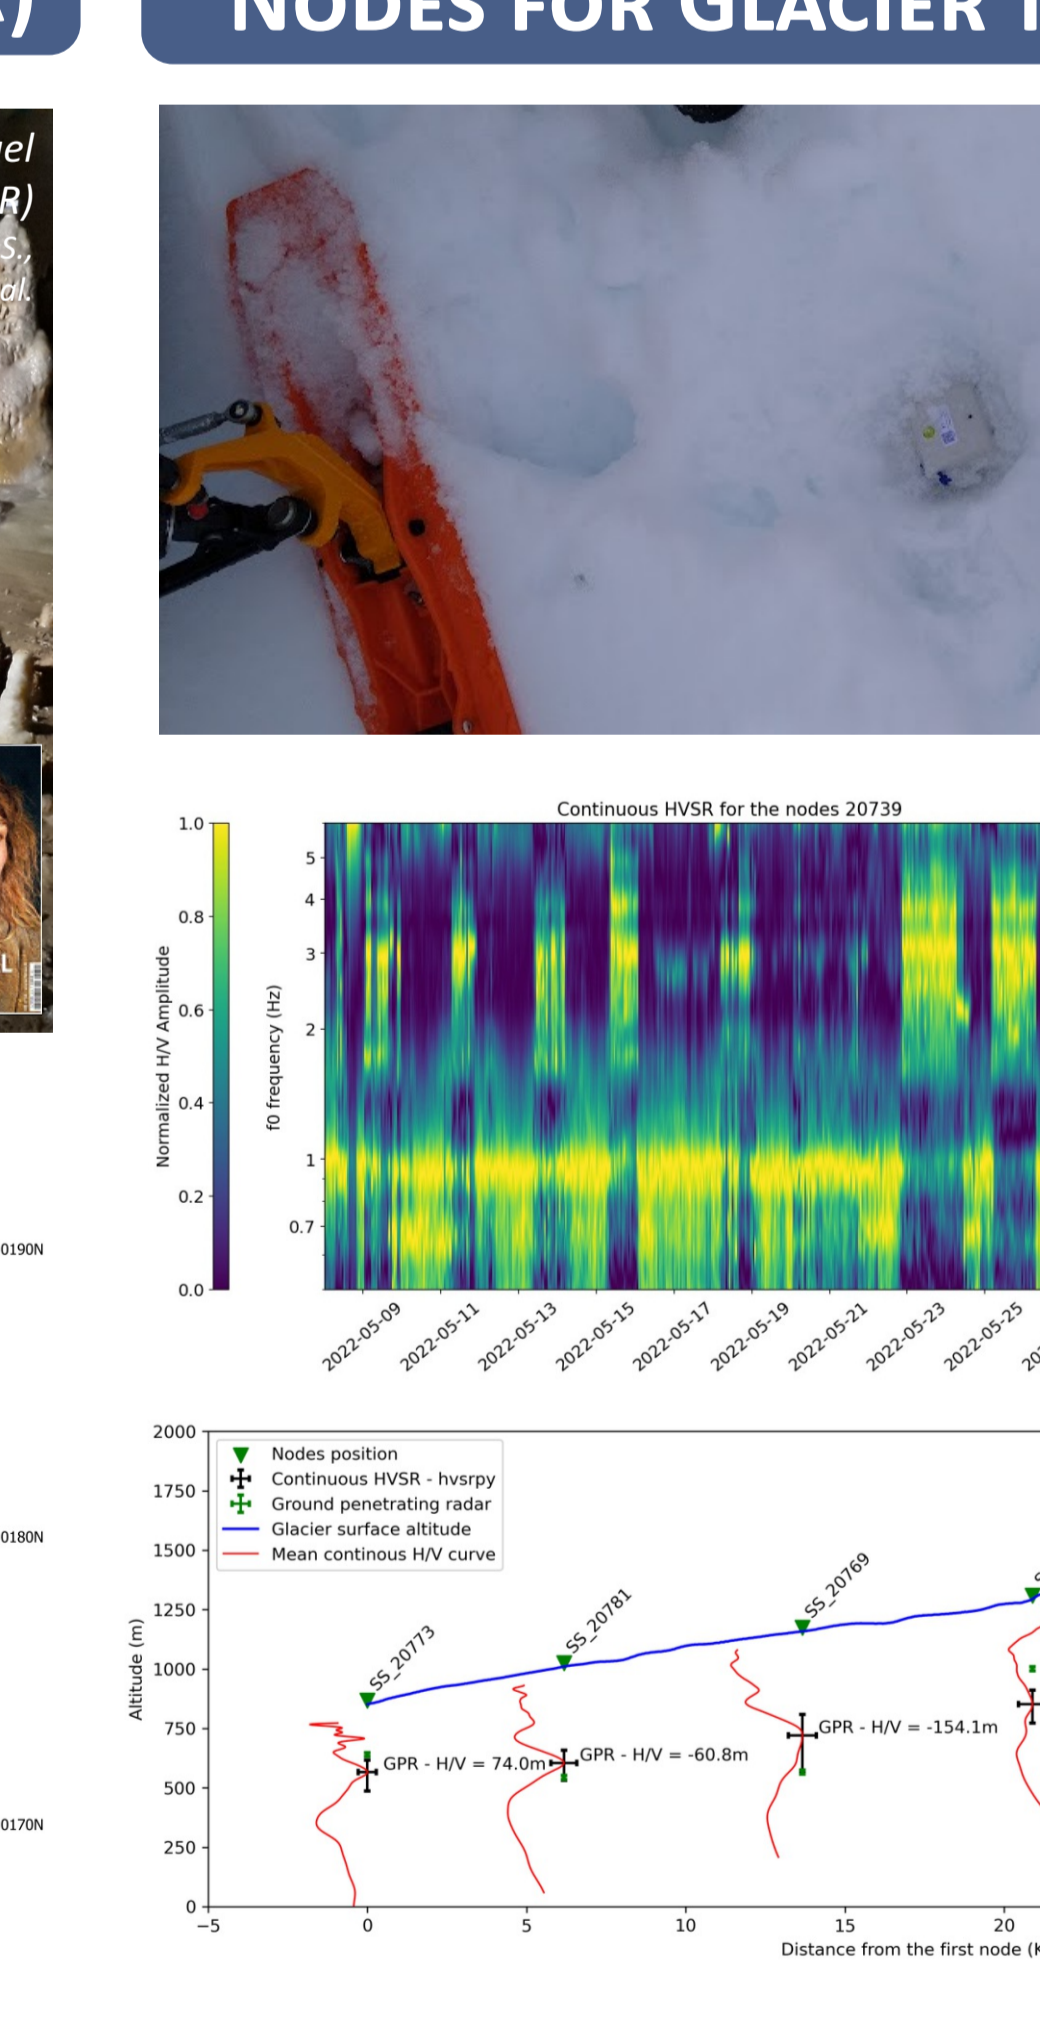 )
NODES FOR GLACIER
el
R)
S.,
al.
L
0190N
0180N
0170N
Continuous HVSR for the nodes 20739
Normalized H/V Amplitude
1.0
0.8
0.6
0.4
0.2
0.0
f0 frequency (Hz)
5
4
3
2
1
0.7
2022-05-09
2022-05-11
2022-05-13
2022-05-15
2022-05-17
2022-05-19
2022-05-21
2022-05-23
2022-05-25
20
Altitude (m)
2000
1750
1500
1250
1000
750
500
250
0
Nodes position
Continuous HVSR - hvsrpy
Ground penetrating radar
Glacier surface altitude
Mean continous H/V curve
SS_20773
SS_20781
SS_20769
S
GPR - H/V = 74.0m
GPR - H/V = -60.8m
GPR - H/V = -154.1m
−5
0
5
10
15
20
Distance from the first node (K